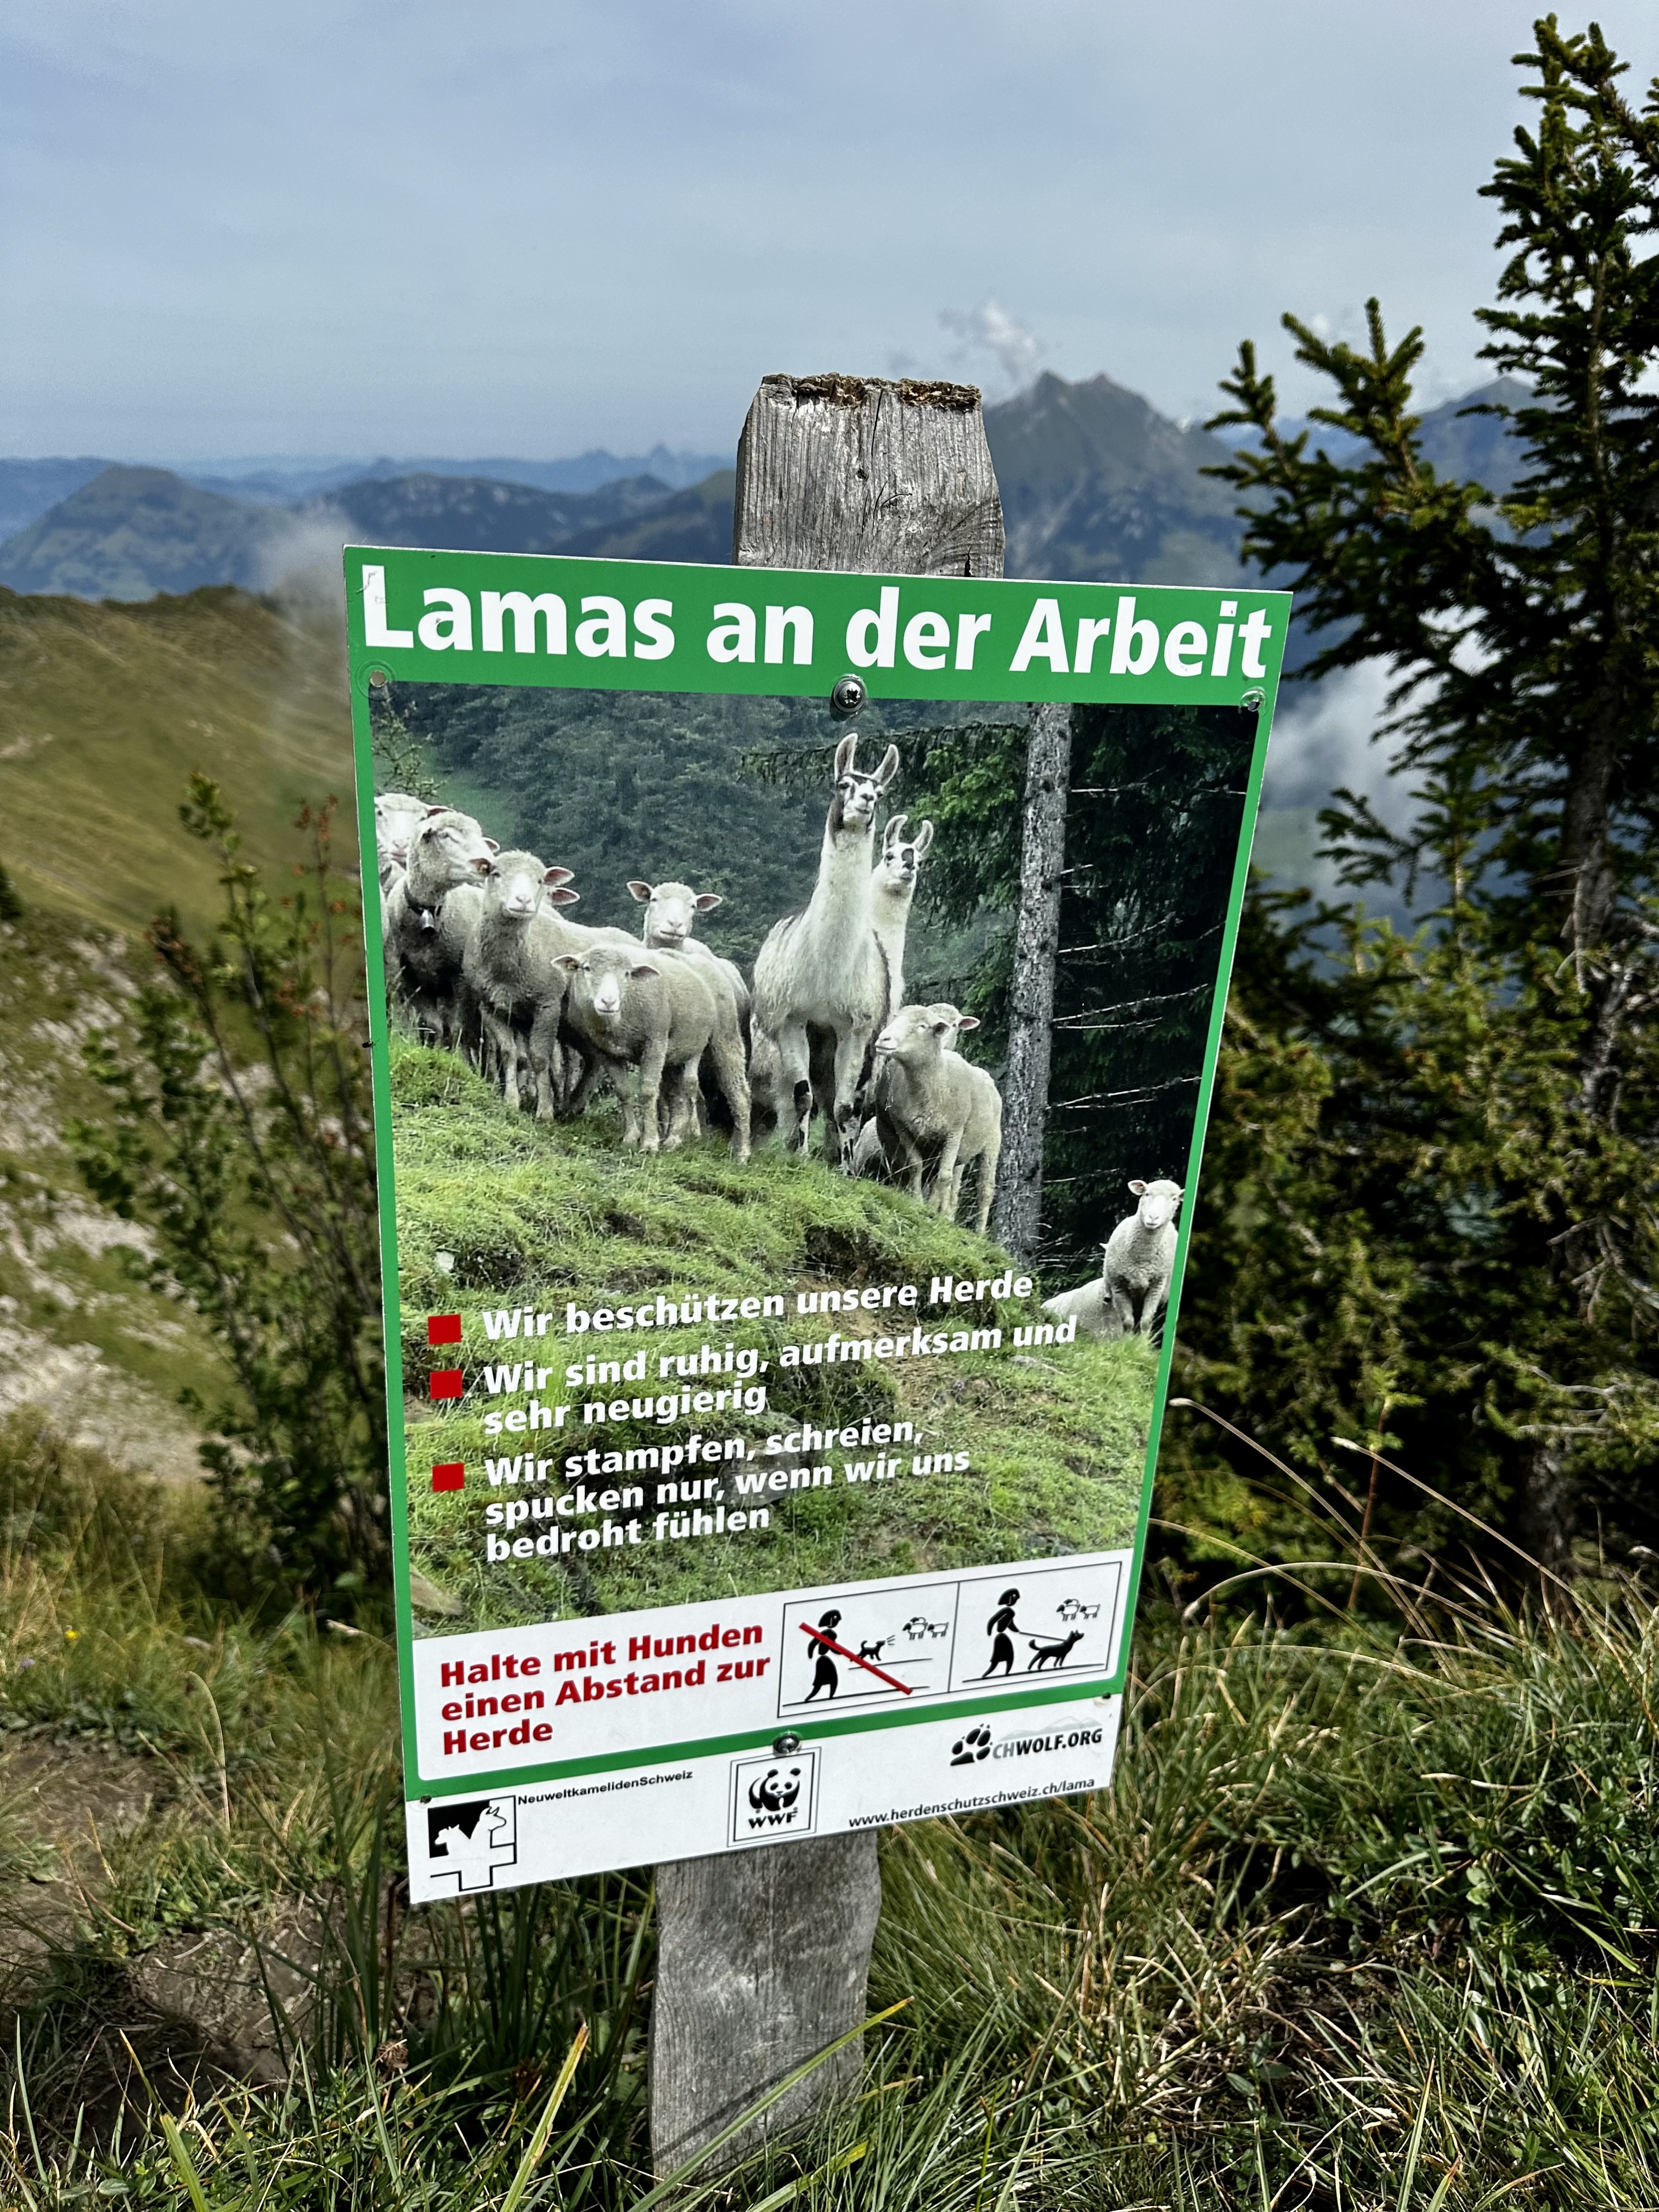 Lamas an der Arbeit
Wir beschützen unsere Herde
Wir sind ruhig, aufmerksam und
sehr neugierig
Wir stampfen, schreien,
spucken nur, wenn wir uns
bedroht fühlen
Halte mit Hunden
einen Abstand zur
Herde
NeuweltkamelidenSchweiz
WWF
CHWOLF.ORG
www.herdenschutzschweiz.ch/lama